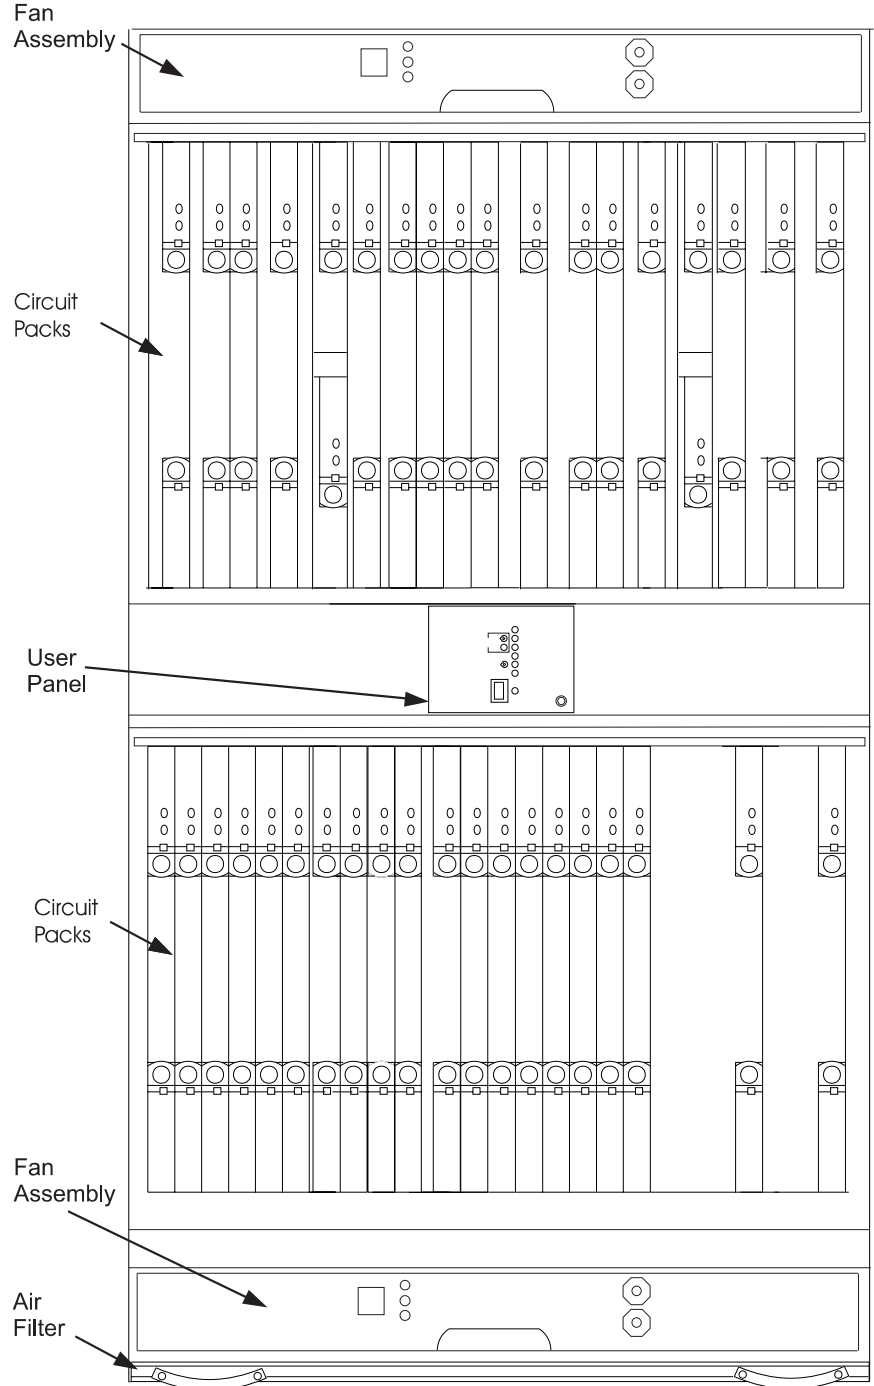 Fan
Assembly
Circuit
Packs
User
Panel
Circuit
Packs
Fan
Assembly
Air
Filter